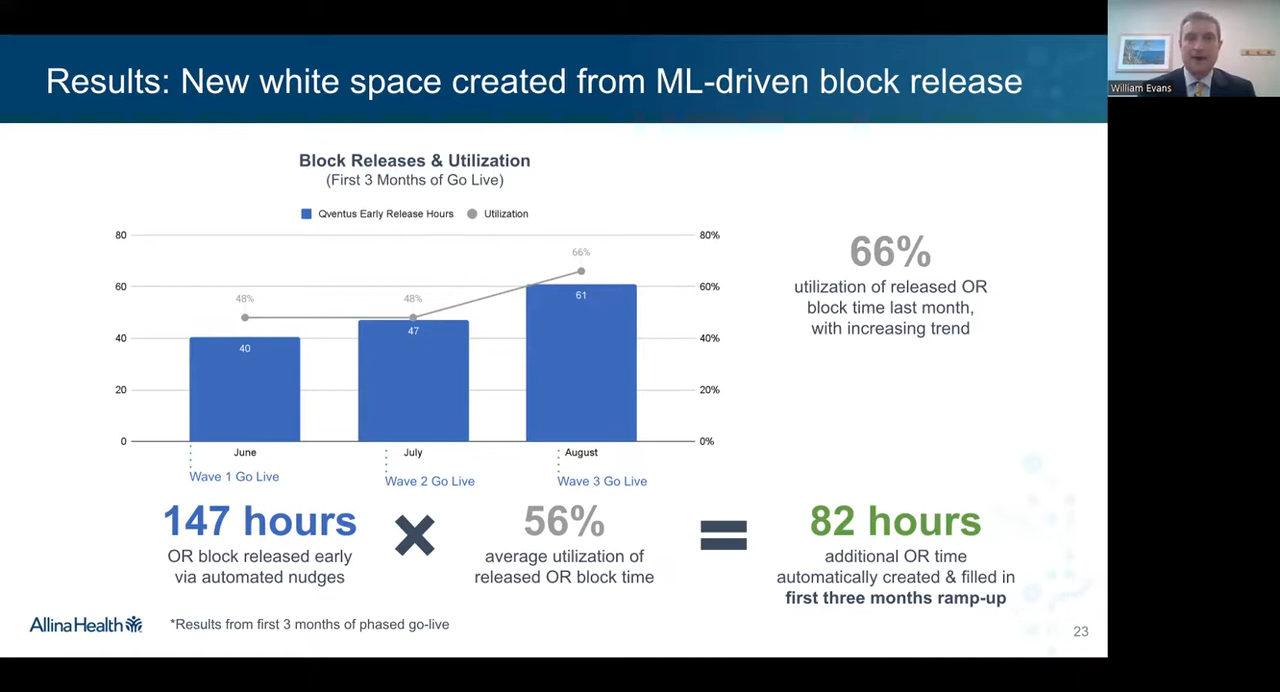 Results: New white space created from ML-driven block release
William Evans
Block Releases & Utilization
(First 3 Months of Go Live)
Qventus Early Release Hours
Utilization
80
60
40
20
0
80%
60%
40%
20%
0%
48%
48%
66%
40
47
61
June
July
August
Wave 1 Go Live
Wave 2 Go Live
Wave 3 Go Live
66%
utilization of released OR
block time last month,
with increasing trend
147 hours
OR block released early
via automated nudges
×
56%
average utilization of
released OR block time
=
82 hours
additional OR time
automatically created & filled in
first three months ramp-up
Allina Health
*Results from first 3 months of phased go-live
23